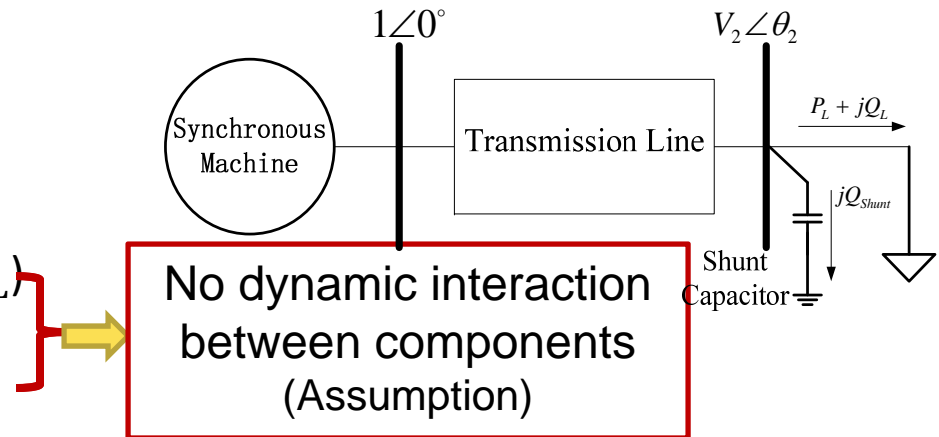 1∠0°
V₂∠θ₂
Synchronous
Machine
Transmission Line
P_L + jQ_L
jQ_Shunt
Shunt
Capacitor
L)
No dynamic interaction
between components
(Assumption)